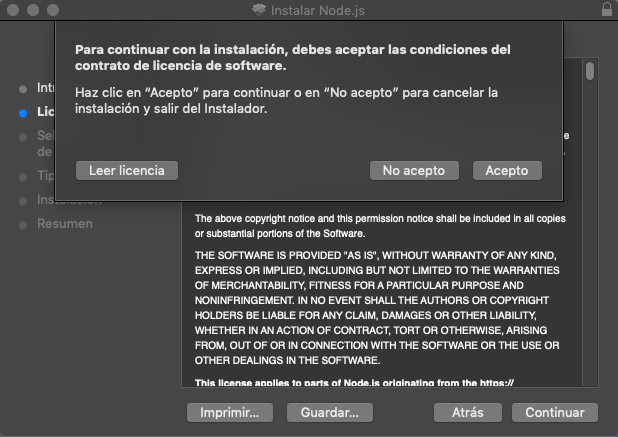 Instalar Node.js
Para continuar con la instalación, debes aceptar las condiciones del
contrato de licencia de software.
Haz clic en “Acepto” para continuar o en “No acepto” para cancelar la
instalación y salir del Instalador.
Leer licencia
No acepto
Acepto
Resumen
The above copyright notice and this permission notice shall be included in all copies
or substantial portions of the Software.
THE SOFTWARE IS PROVIDED "AS IS", WITHOUT WARRANTY OF ANY KIND,
EXPRESS OR IMPLIED, INCLUDING BUT NOT LIMITED TO THE WARRANTIES
OF MERCHANTABILITY, FITNESS FOR A PARTICULAR PURPOSE AND
NONINFRINGEMENT. IN NO EVENT SHALL THE AUTHORS OR COPYRIGHT
HOLDERS BE LIABLE FOR ANY CLAIM, DAMAGES OR OTHER LIABILITY,
WHETHER IN AN ACTION OF CONTRACT, TORT OR OTHERWISE, ARISING
FROM, OUT OF OR IN CONNECTION WITH THE SOFTWARE OR THE USE OR
OTHER DEALINGS IN THE SOFTWARE.
This license applies to parts of Node.js originating from the https://
Imprimir...
Guardar...
Atrás
Continuar